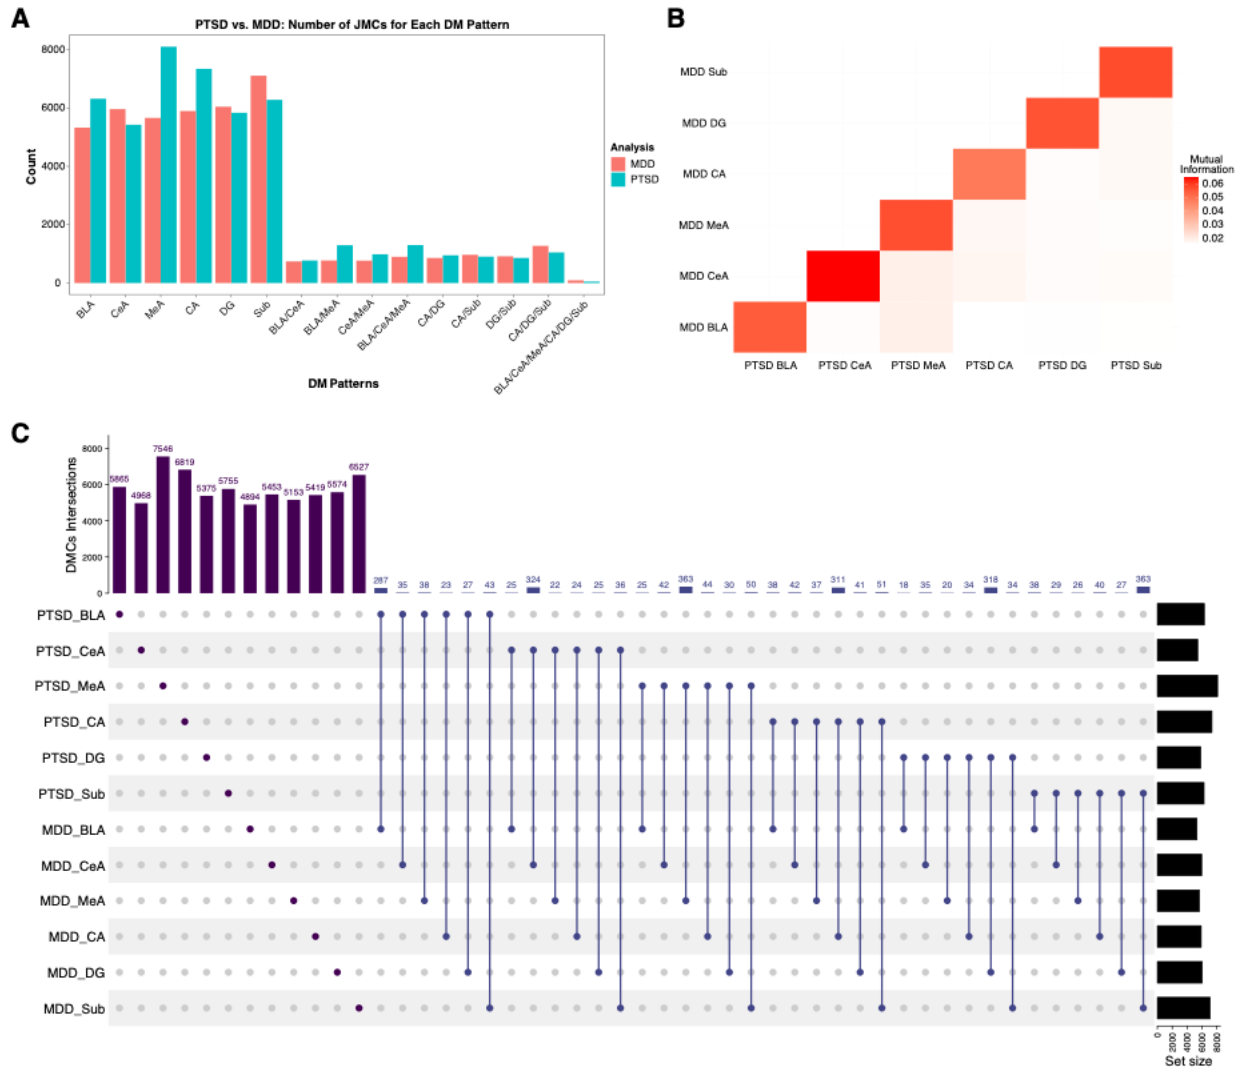 A
PTSD vs. MDD: Number of JMCs for Each DM Pattern
Count
8000
6000
4000
2000
0
BLA
CeA
MeA
CA
DG
Sub
BLA/CeA
BLA/MeA
CeA/MeA
BLA/CeA/MeA
CA/DG
CA/Sub
DG/Sub
CA/DG/Sub
BLA/CeA/MeA/CA/DG/Sub
DM Patterns
Analysis
MDD
PTSD
B
MDD Sub
MDD DG
MDD CA
MDD MeA
MDD CeA
MDD BLA
PTSD BLA PTSD CeA PTSD MeA PTSD CA PTSD DG PTSD Sub
Mutual
Information
0.06
0.05
0.04
0.03
0.02
C
DMCs Intersections
8000
6000
4000
2000
0
5865 4968 7546 6819 5375 5755 4894 5453 5153 5419 5574 6527
287 35 38 23 27 43 25 324 22 24 25 36 25 42 363 44 30 50 38 42 37 311 41 51 18 35 20 34 318 34 38 29 26 40 27 363
PTSD_BLA
PTSD_CeA
PTSD_MeA
PTSD_CA
PTSD_DG
PTSD_Sub
MDD_BLA
MDD_CeA
MDD_MeA
MDD_CA
MDD_DG
MDD_Sub
0 2000 4000 6000 8000
Set size